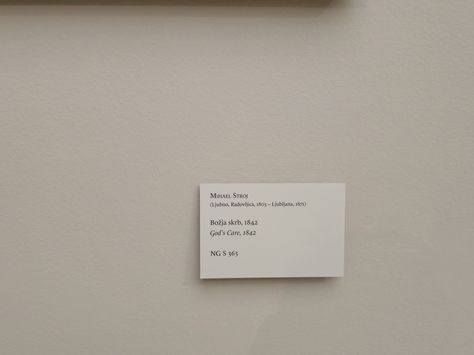 Mihael Stroj
(Ljubno, Radovljica, 1803 – Ljubljana, 1871)
Božja skrb, 1842
God's Care, 1842
NG S 363